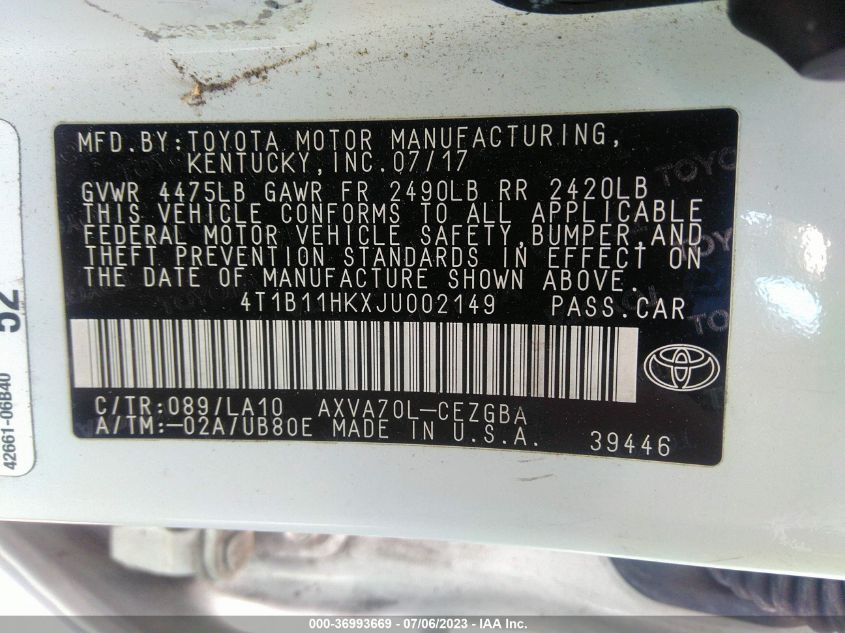 MFD.BY:TOYOTA MOTOR MANUFACTURING,
KENTUCKY,INC.07/17
GVWR 4475LB GAWR FR 2490LB RR 2420LB
THIS VEHICLE CONFORMS TO ALL APPLICABLE
FEDERAL MOTOR VEHICLE SAFETY,BUMPER,AND
THEFT PREVENTION STANDARDS IN EFFECT ON
THE DATE OF MANUFACTURE SHOWN ABOVE.
4T1B11HKXJU002149 PASS.CAR
C/TR:089/LA10 AXVA70L-CEZGBA
A/TM:-02A/UB80E MADE IN U.S.A.
39446
52
42661-06B40
000-36993669 / 07/06/2023 - IAA Inc.